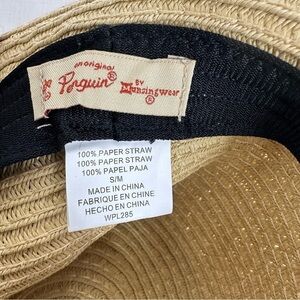 an original
Penguin®
BY
Munsingwear®
100% PAPER STRAW
100% PAPER STRAW
100% PAPEL PAJA
S/M
MADE IN CHINA
FABRIQUE EN CHINE
HECHO EN CHINA
WPL285